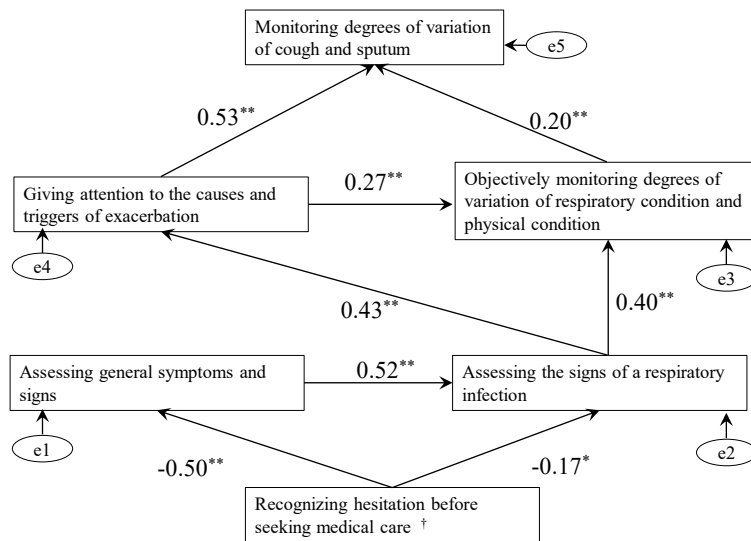 Monitoring degrees of variation
of cough and sputum
e5
0.53**
0.20**
Giving attention to the causes and
triggers of exacerbation
0.27**
Objectively monitoring degrees of
variation of respiratory condition and
physical condition
e4
e3
0.43**
0.40**
Assessing general symptoms and
signs
0.52**
Assessing the signs of a respiratory
infection
e1
e2
-0.50**
-0.17*
Recognizing hesitation before
seeking medical care †